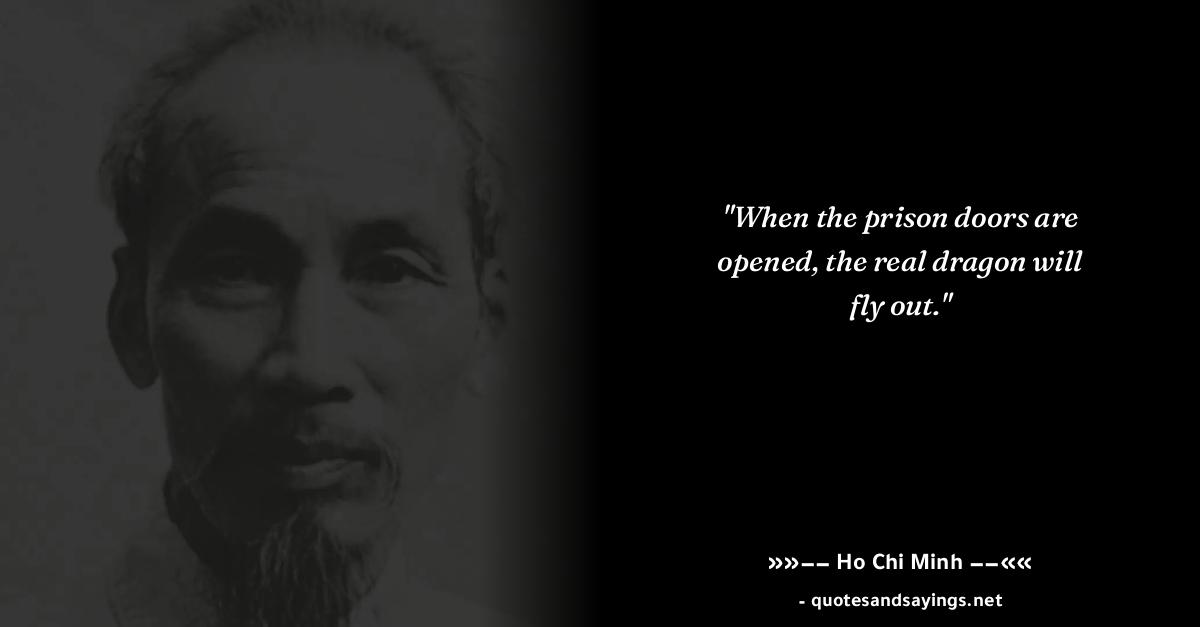 "When the prison doors are
opened, the real dragon will
fly out."
»»−− Ho Chi Minh −−««
- quotesandsayings.net